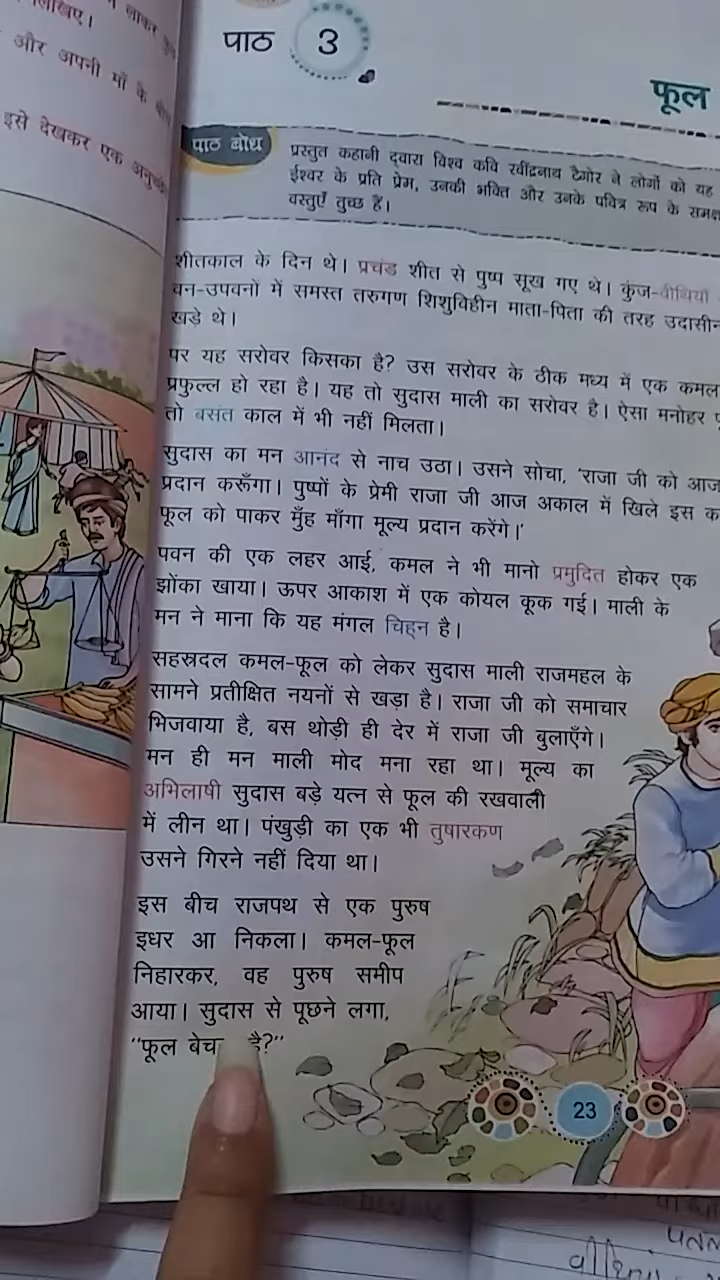 लिखिए।
लाकर
और अपनी माँ के
इसे देखकर एक
पाठ 3
फूल
पाठ बोध
प्रस्तुत कहानी द्वारा विश्व कवि रवींद्रनाथ टैगोर ने लोगों को यह
ईश्वर के प्रति प्रेम, उनकी भक्ति और उनके पवित्र रूप के समक्ष
वस्तुएँ तुच्छ हैं।
शीतकाल के दिन थे। प्रचंड शीत से पुष्प सूख गए थे। कुंज-वीथियों
वन-उपवनों में समस्त तरुगण शिशुविहीन माता-पिता की तरह उदासीन
खड़े थे।
पर यह सरोवर किसका है? उस सरोवर के ठीक मध्य में एक कमल
प्रफुल्ल हो रहा है। यह तो सुदास माली का सरोवर है। ऐसा मनोहर
तो बसंत काल में भी नहीं मिलता।
सुदास का मन आनंद से नाच उठा। उसने सोचा, 'राजा जी को आज
प्रदान करूँगा। पुष्पों के प्रेमी राजा जी आज अकाल में खिले इस क
फूल को पाकर मुँह माँगा मूल्य प्रदान करेंगे।'
पवन की एक लहर आई, कमल ने भी मानो प्रमुदित होकर एक
झोंका खाया। ऊपर आकाश में एक कोयल कूक गई। माली के
मन ने माना कि यह मंगल चिह्न है।
सहस्रदल कमल-फूल को लेकर सुदास माली राजमहल के
सामने प्रतीक्षित नयनों से खड़ा है। राजा जी को समाचार
भिजवाया है, बस थोड़ी ही देर में राजा जी बुलाएँगे।
मन ही मन माली मोद मना रहा था। मूल्य का
अभिलाषी सुदास बड़े यत्न से फूल की रखवाली
में लीन था। पंखुड़ी का एक भी तुषारकण
उसने गिरने नहीं दिया था।
इस बीच राजपथ से एक पुरुष
इधर आ निकला। कमल-फूल
निहारकर, वह पुरुष समीप
आया। सुदास से पूछने लगा,
"फूल बेच है?"
23